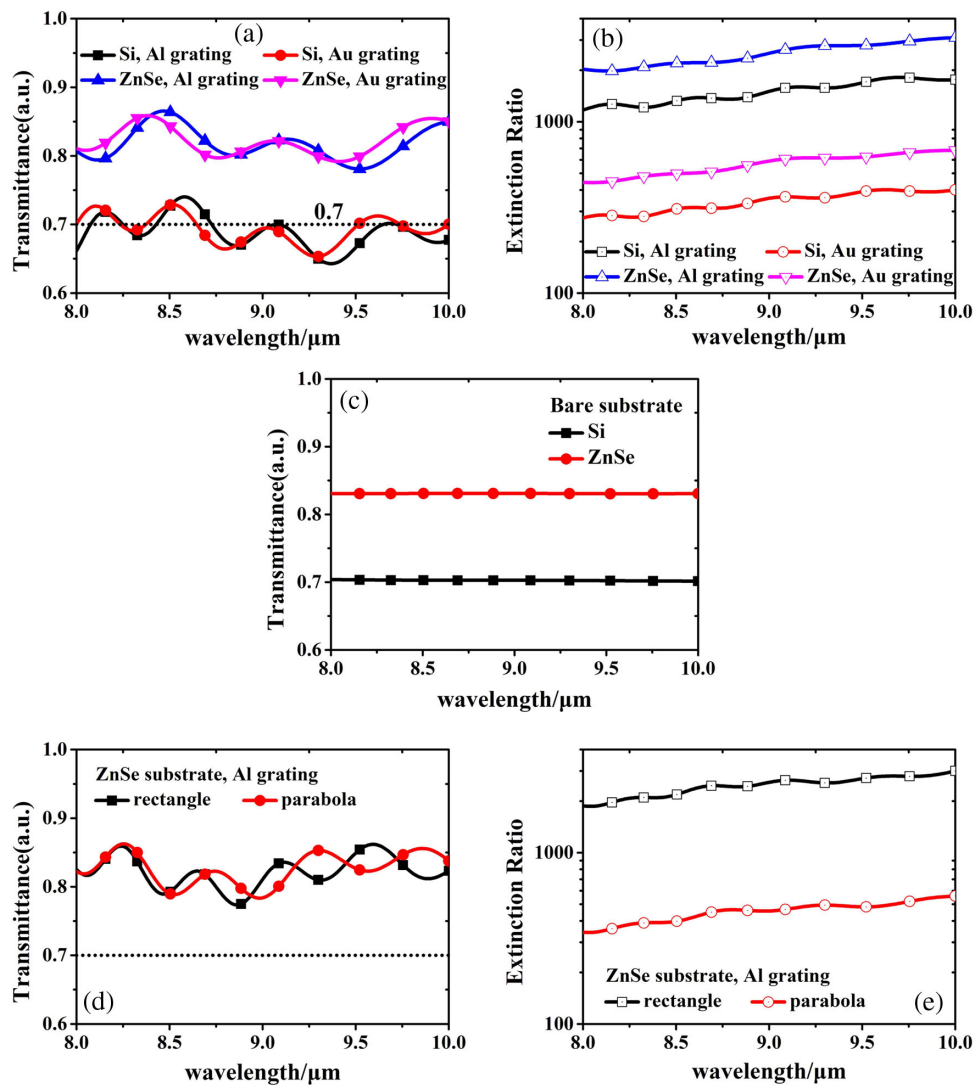 (a)
Si, Al grating
Si, Au grating
ZnSe, Al grating
ZnSe, Au grating
0.7
Transmittance(a.u.)
1.0
0.9
0.8
0.7
0.6
8.0 8.5 9.0 9.5 10.0
wavelength/μm
(b)
Extinction Ratio
1000
100
Si, Al grating
Si, Au grating
ZnSe, Al grating
ZnSe, Au grating
8.0 8.5 9.0 9.5 10.0
wavelength/μm
(c)
Bare substrate
Si
ZnSe
Transmittance(a.u.)
1.0
0.9
0.8
0.7
0.6
8.0 8.5 9.0 9.5 10.0
wavelength/μm
ZnSe substrate, Al grating
rectangle
parabola
Transmittance(a.u.)
1.0
0.9
0.8
0.7
0.6
(d)
8.0 8.5 9.0 9.5 10.0
wavelength/μm
Extinction Ratio
1000
100
ZnSe substrate, Al grating
rectangle
parabola
(e)
8.0 8.5 9.0 9.5 10.0
wavelength/μm